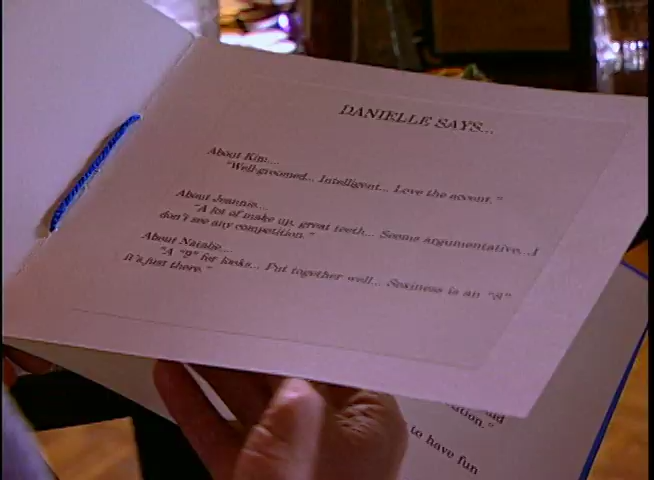 DANIELLE SAYS...
About Kim....
"Well-groomed... Intelligent... Love the accent."
About Jeannie...
"A lot of make up, great teeth... Seems argumentative...I
don't see any competition."
About Natalie....
"A "9" for looks... Put together well... Sexiness is an "8"
It's just there."
to have fun